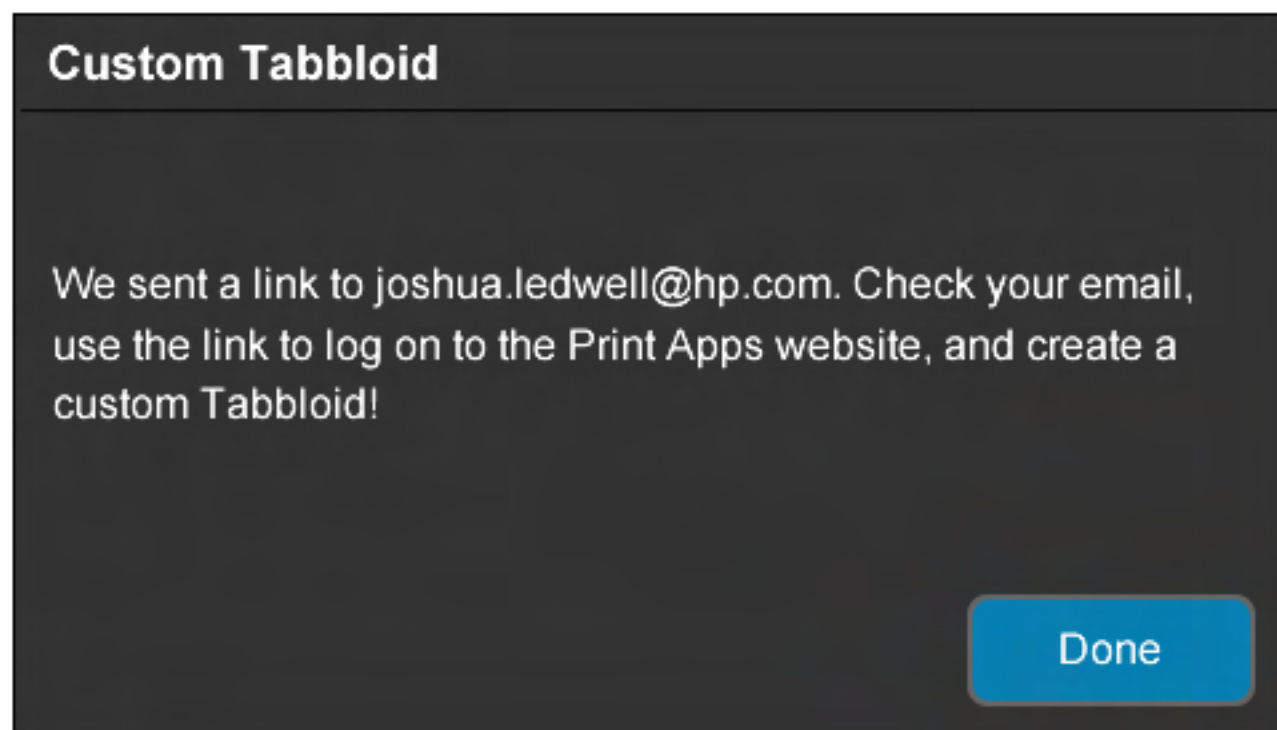 Custom Tabbloid
We sent a link to joshua.ledwell@hp.com. Check your email,
use the link to log on to the Print Apps website, and create a
custom Tabbloid!
Done